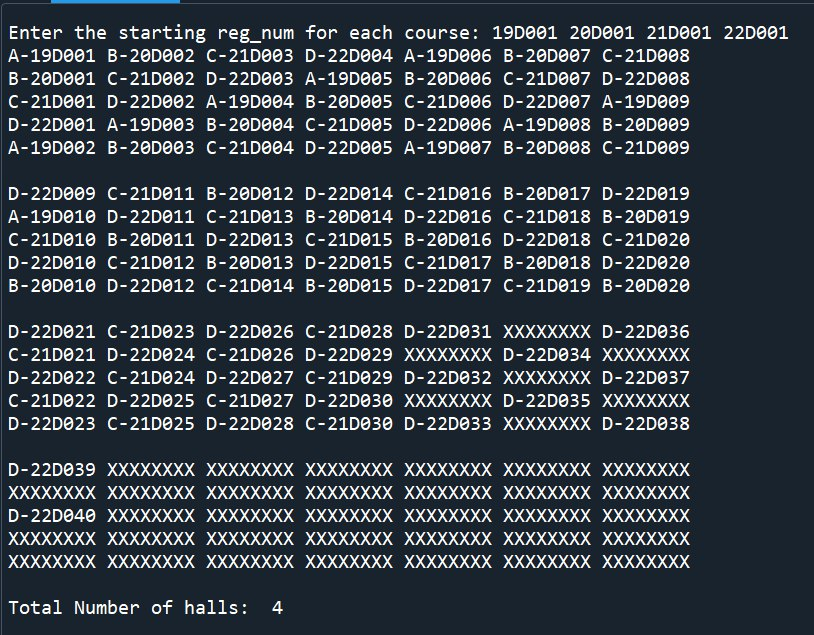 Enter the starting reg_num for each course: 19D001 20D001 21D001 22D001
A-19D001 B-20D002 C-21D003 D-22D004 A-19D006 B-20D007 C-21D008
B-20D001 C-21D002 D-22D003 A-19D005 B-20D006 C-21D007 D-22D008
C-21D001 D-22D002 A-19D004 B-20D005 C-21D006 D-22D007 A-19D009
D-22D001 A-19D003 B-20D004 C-21D005 D-22D006 A-19D008 B-20D009
A-19D002 B-20D003 C-21D004 D-22D005 A-19D007 B-20D008 C-21D009
D-22D009 C-21D011 B-20D012 D-22D014 C-21D016 B-20D017 D-22D019
A-19D010 D-22D011 C-21D013 B-20D014 D-22D016 C-21D018 B-20D019
C-21D010 B-20D011 D-22D013 C-21D015 B-20D016 D-22D018 C-21D020
D-22D010 C-21D012 B-20D013 D-22D015 C-21D017 B-20D018 D-22D020
B-20D010 D-22D012 C-21D014 B-20D015 D-22D017 C-21D019 B-20D020
D-22D021 C-21D023 D-22D026 C-21D028 D-22D031 XXXXXXXX D-22D036
C-21D021 D-22D024 C-21D026 D-22D029 XXXXXXXX D-22D034 XXXXXXXX
D-22D022 C-21D024 D-22D027 C-21D029 D-22D032 XXXXXXXX D-22D037
C-21D022 D-22D025 C-21D027 D-22D030 XXXXXXXX D-22D035 XXXXXXXX
D-22D023 C-21D025 D-22D028 C-21D030 D-22D033 XXXXXXXX D-22D038
D-22D039 XXXXXXXX XXXXXXXX XXXXXXXX XXXXXXXX XXXXXXXX XXXXXXXX
XXXXXXXX XXXXXXXX XXXXXXXX XXXXXXXX XXXXXXXX XXXXXXXX XXXXXXXX
D-22D040 XXXXXXXX XXXXXXXX XXXXXXXX XXXXXXXX XXXXXXXX XXXXXXXX
XXXXXXXX XXXXXXXX XXXXXXXX XXXXXXXX XXXXXXXX XXXXXXXX XXXXXXXX
XXXXXXXX XXXXXXXX XXXXXXXX XXXXXXXX XXXXXXXX XXXXXXXX XXXXXXXX
Total Number of halls:  4